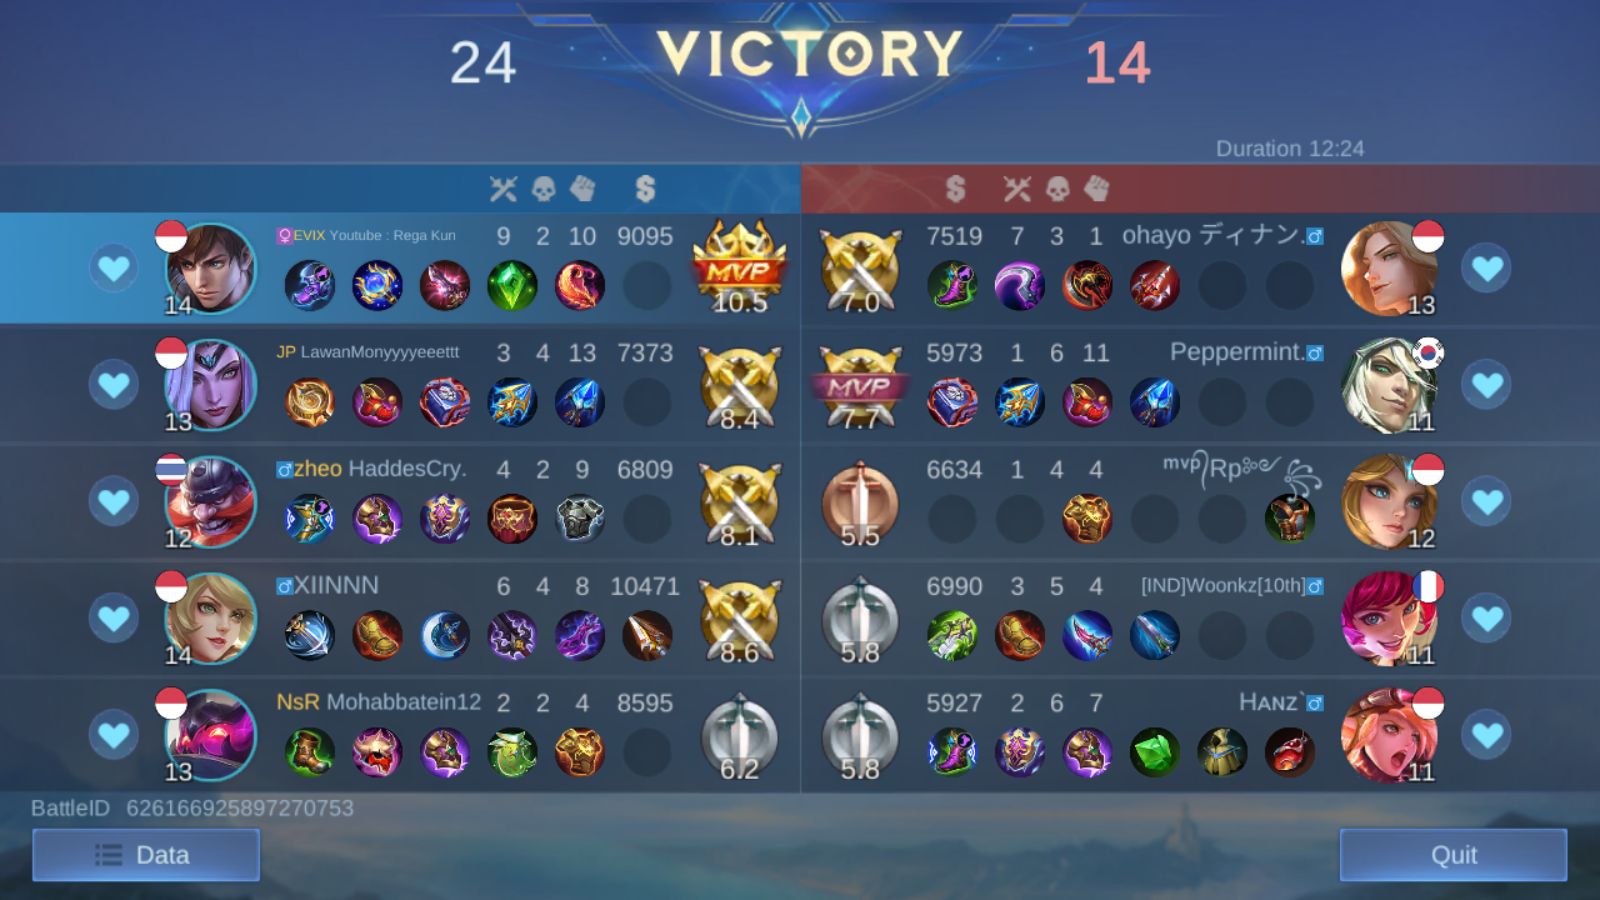 24 VICTORY 14
Duration 12:24
EVIX Youtube : Rega Kun 9 2 10 9095
14
MVP 10.5
7.0
7519 7 3 1 ohayo ディナン.
13
JP LawanMonyyyyeeettt 3 4 13 7373
13
8.4
MVP 7.7
5973 1 6 11 Peppermint.
11
zheo HaddesCry. 4 2 9 6809
12
8.1
5.5
6634 1 4 4
12
XIINNN 6 4 8 10471
14
8.6
5.8
6990 3 5 4 [IND]Woonkz[10th]
11
NsR Mohabbatein12 2 2 4 8595
13
6.2
5.8
5927 2 6 7 Hᴀɴᴢ`
11
BattleID 626166925897270753
Data
Quit